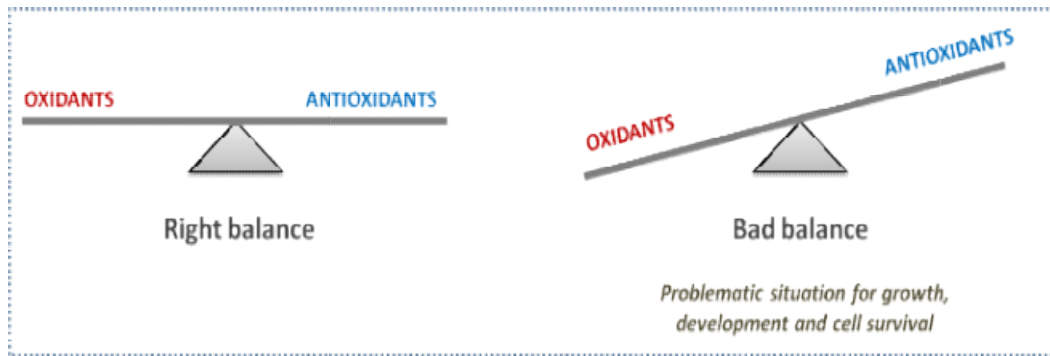 OXIDANTS
ANTIOXIDANTS
Right balance
OXIDANTS
ANTIOXIDANTS
Bad balance
Problematic situation for growth,
development and cell survival